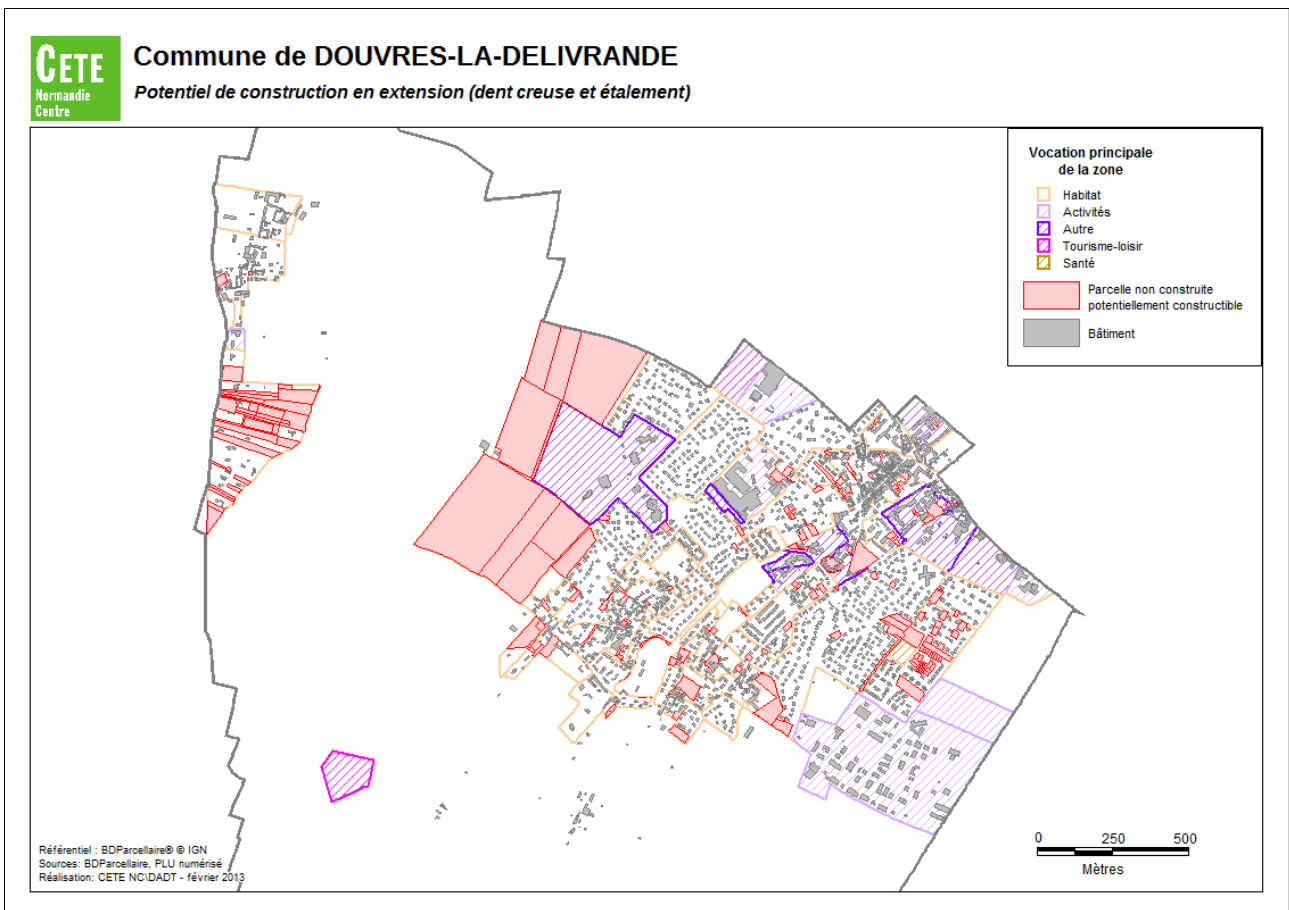 CETE
Normandie
Centre
Commune de DOUVRES-LA-DELIVRANDE
Potentiel de construction en extension (dent creuse et étalement)
Vocation principale
de la zone
Habitat
Activités
Autre
Tourisme-loisir
Santé
Parcelle non construite
potentiellement constructible
Bâtiment
Référentiel : BDParcellaire® © IGN
Sources: BDParcellaire, PLU numérisé
Réalisation: CETE NC\DADT - février 2013
0 250 500
Mètres